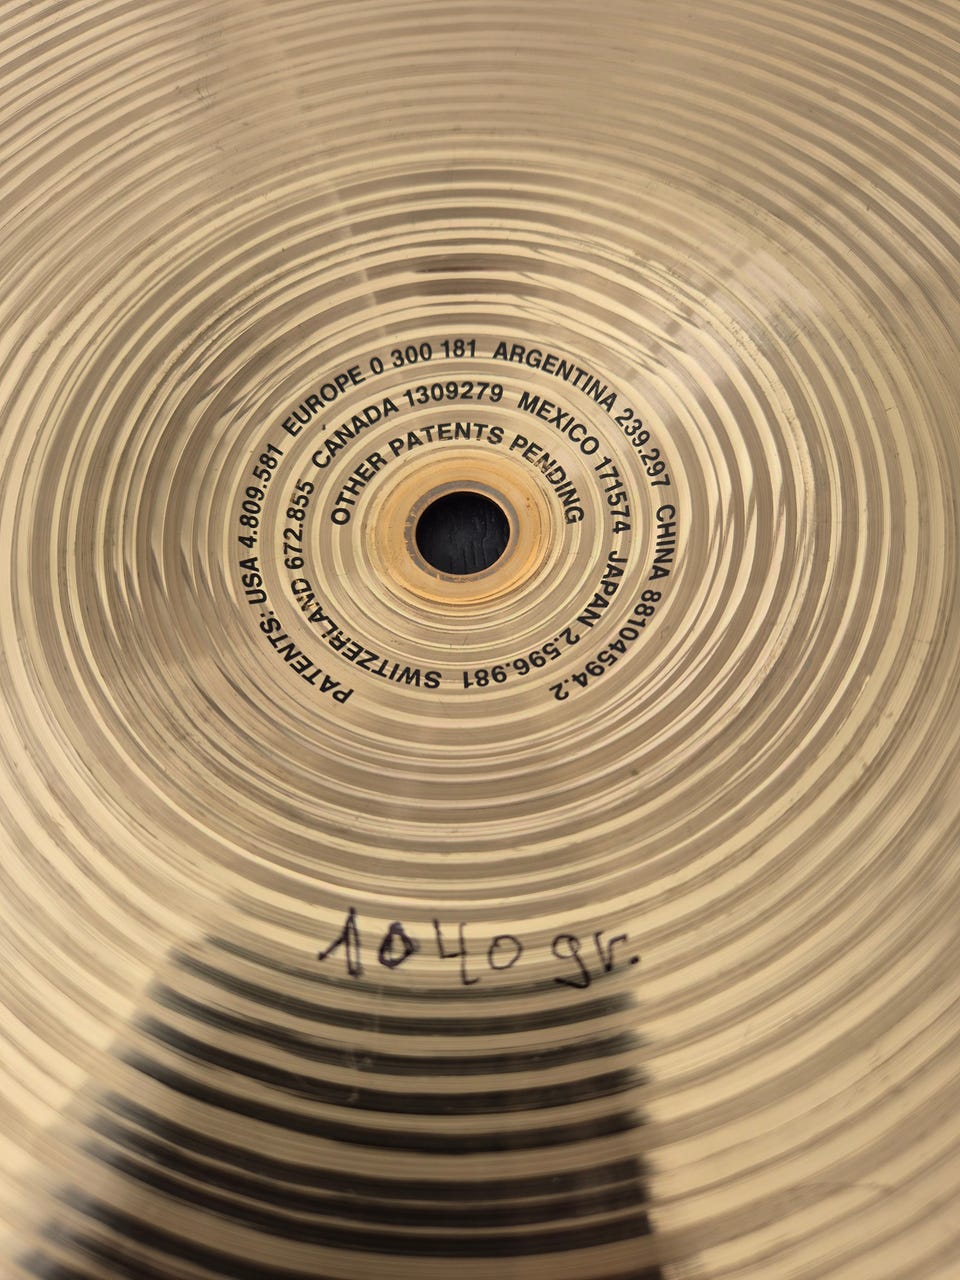 PATENTS: USA 4.809.581 EUROPE 0 300 181 ARGENTINA 239.297 CHINA 88104594.2
SWITZERLAND 672.855 CANADA 1309279 MEXICO 171574 JAPAN 2.596.981
OTHER PATENTS PENDING
1040 gr.